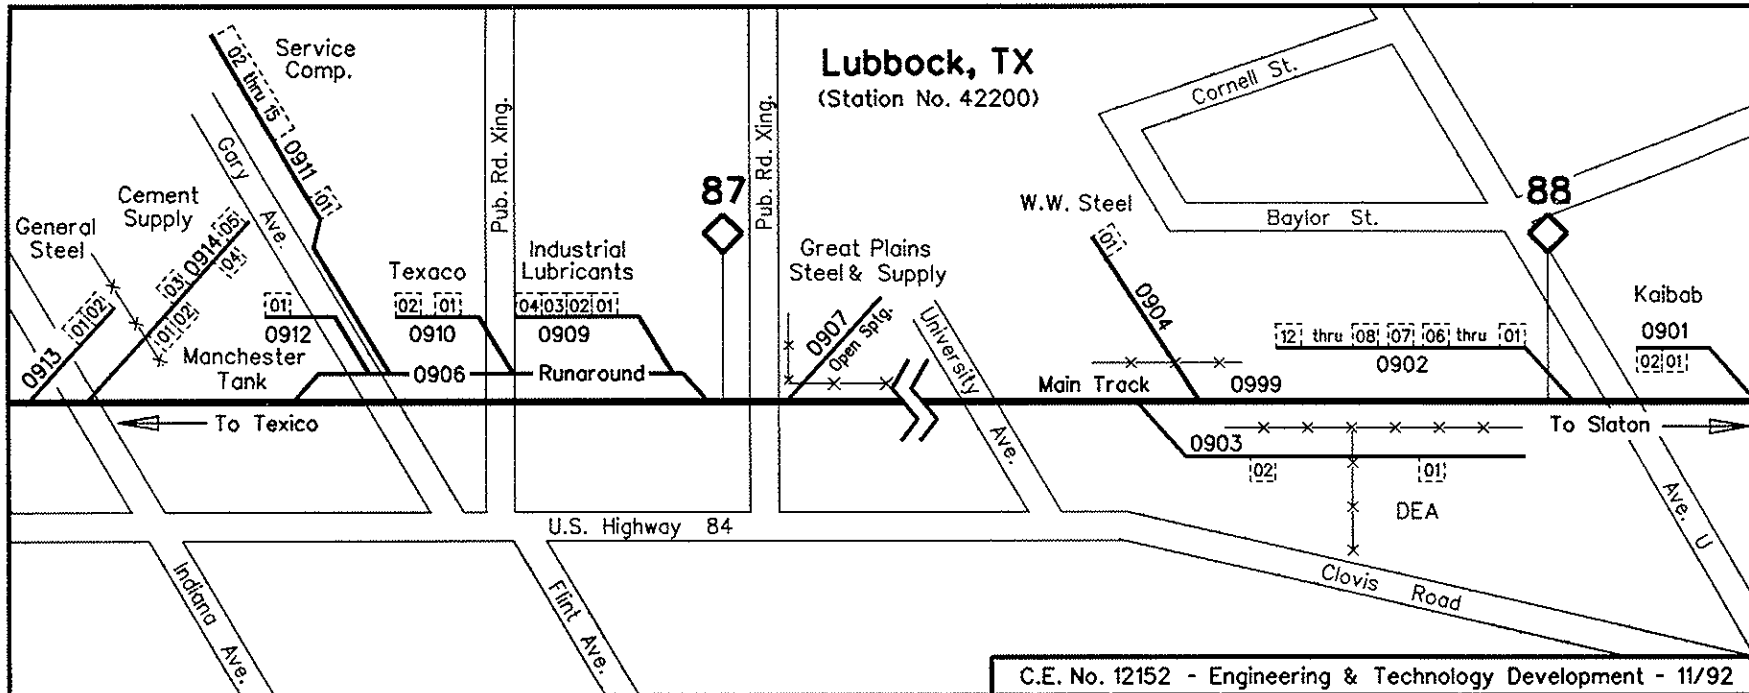 Lubbock, TX
(Station No. 42200)
Service
Comp.
02 thru 15
0911
01
Gary
Ave.
Cement
Supply
General
Steel
0913
01 02
03 0914 05
04
01 02
01
0912
Manchester
Tank
Texaco
02 01
0910
Pub. Rd. Xing.
Industrial
Lubricants
04 03 02 01
0909
0906
Runaround
87
Pub. Rd. Xing.
Great Plains
Steel & Supply
0907
Open Sptg.
University
Ave.
Cornell St.
Baylor St.
W.W. Steel
01
0904
Main Track
0999
88
12 thru 08 07 06 thru 01
0902
Kaibab
0901
02 01
To Texico
To Slaton
0903
02
01
DEA
Ave. U
U.S. Highway 84
Clovis Road
Indiana
Ave.
Flint Ave.
C.E. No. 12152 - Engineering & Technology Development - 11/92